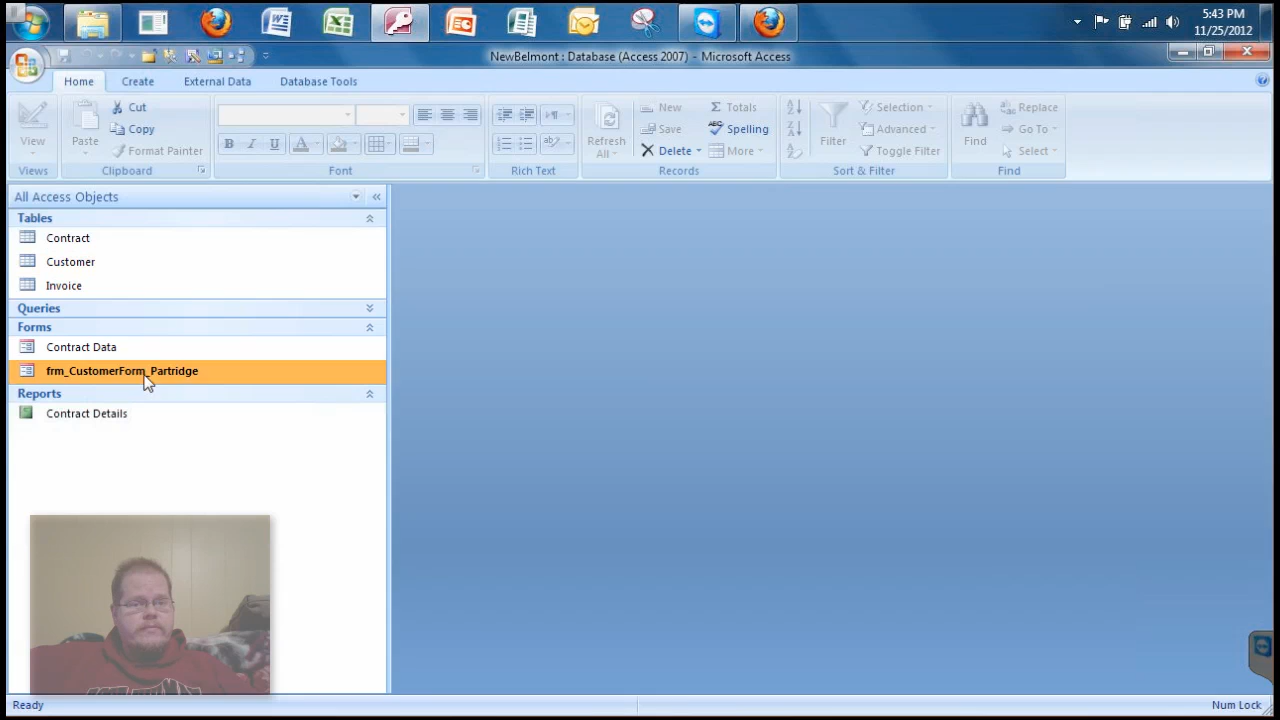 5:43 PM
11/25/2012
NewBelmont : Database (Access 2007) - Microsoft Access
Home Create External Data Database Tools
View
Views
Paste
Cut
Copy
Format Painter
Clipboard
B I U A
Font
Rich Text
Refresh
All
New
Save
Delete
Totals
Spelling
More
Records
Filter
Selection
Advanced
Toggle Filter
Sort & Filter
Find
Replace
Go To
Select
Find
All Access Objects
Tables
Contract
Customer
Invoice
Queries
Forms
Contract Data
frm_CustomerForm_Partridge
Reports
Contract Details
Ready
Num Lock